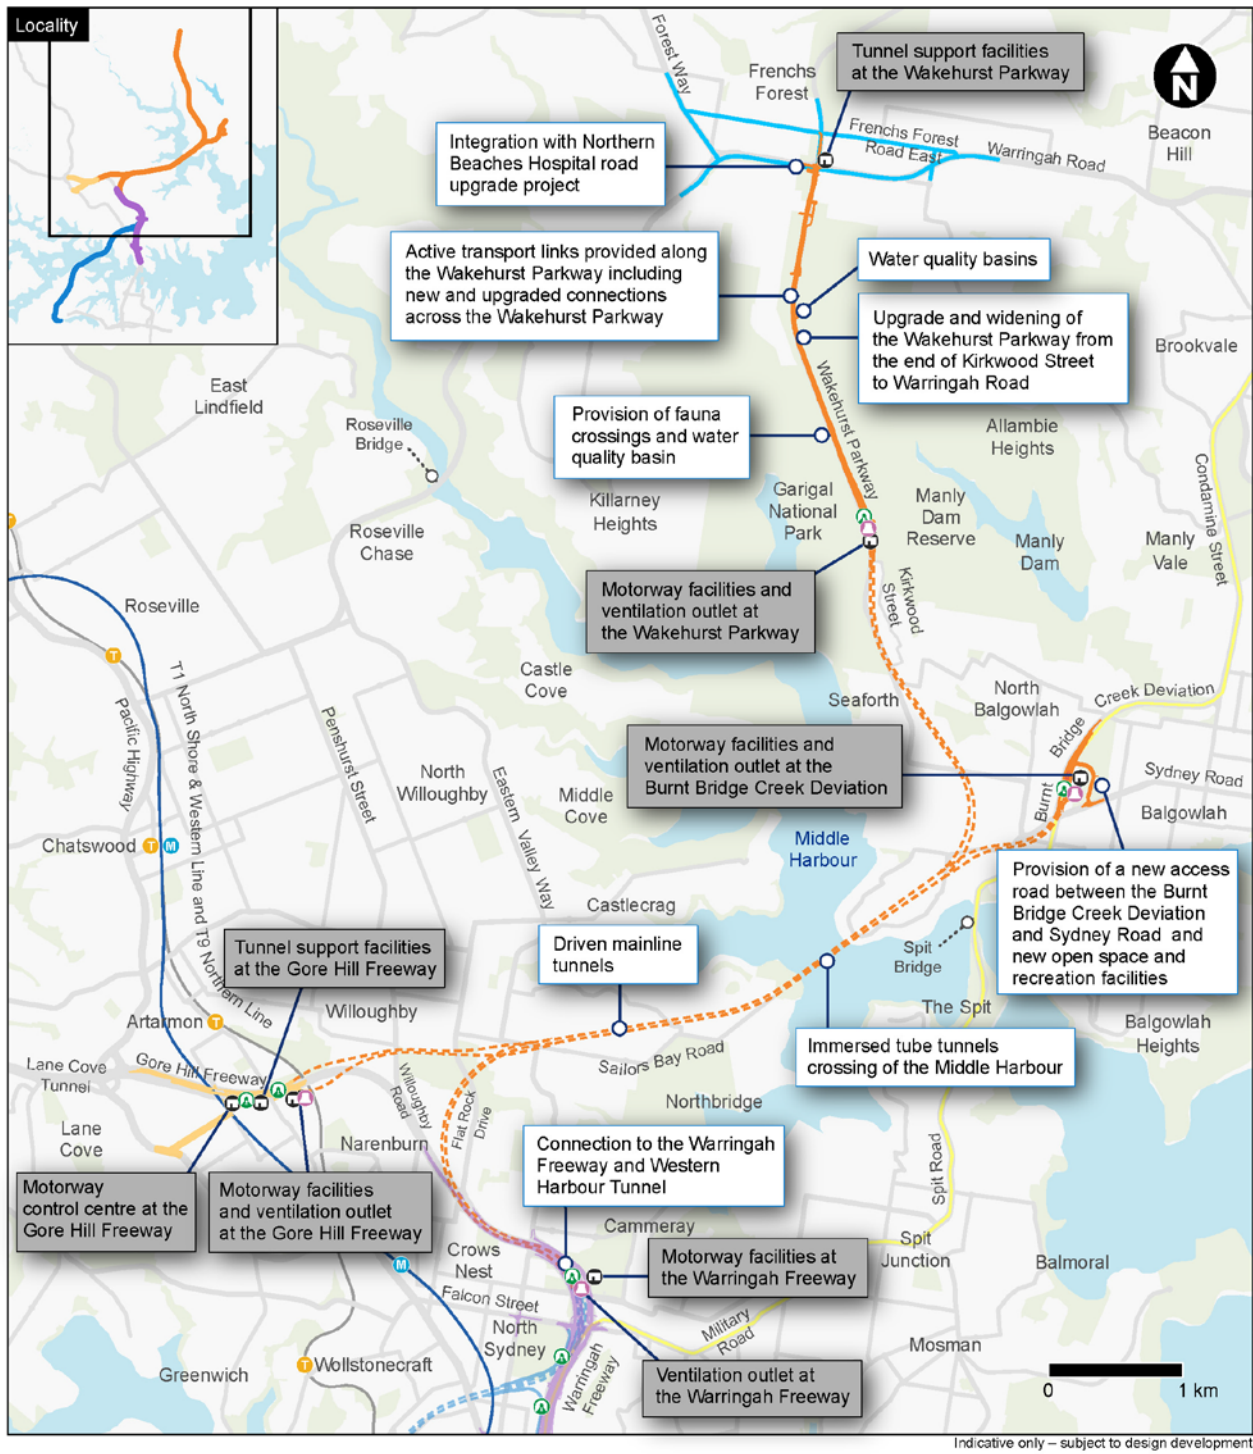 Locality
Forest Way
Frenchs
Forest
Tunnel support facilities
at the Wakehurst Parkway
N
Beacon
Hill
Integration with Northern
Beaches Hospital road
upgrade project
Frenchs Forest
Road East
Warringah Road
Active transport links provided along
the Wakehurst Parkway including
new and upgraded connections
across the Wakehurst Parkway
Water quality basins
Upgrade and widening of
the Wakehurst Parkway from
the end of Kirkwood Street
to Warringah Road
Brookvale
East
Lindfield
Roseville
Bridge
Provision of fauna
crossings and water
quality basin
Wakehurst Parkway
Allambie
Heights
Condamine Street
Killarney
Heights
Garigal
National
Park
Manly
Dam
Reserve
Manly
Dam
Manly
Vale
Roseville
Chase
Roseville
Motorway facilities and
ventilation outlet at
the Wakehurst Parkway
Kirkwood
Street
T
T1 North Shore & Western Line and T9 Northern Line
Pacific Highway
Penshurst Street
Castle
Cove
Seaforth
North
Balgowlah
Burnt Bridge Creek Deviation
Motorway facilities and
ventilation outlet at the
Burnt Bridge Creek Deviation
Sydney Road
Balgowlah
North
Willoughby
Eastern Valley Way
Middle
Cove
Middle
Harbour
Chatswood
T
M
Provision of a new access
road between the Burnt
Bridge Creek Deviation
and Sydney Road and
new open space and
recreation facilities
Castlecrag
Tunnel support facilities
at the Gore Hill Freeway
Driven mainline
tunnels
Spit
Bridge
The Spit
Willoughby
Artarmon
T
Balgowlah
Heights
Sailors Bay Road
Immersed tube tunnels
crossing of the Middle Harbour
Lane Cove
Tunnel
Gore Hill Freeway
Willoughby
Road
Flat Rock
Drive
Northbridge
Lane
Cove
Narenburn
Connection to the Warringah
Freeway and Western
Harbour Tunnel
Spit Road
Motorway
control centre at the
Gore Hill Freeway
Motorway facilities
and ventilation outlet
at the Gore Hill Freeway
Cammeray
Crows
Nest
M
Motorway facilities at
the Warringah Freeway
Spit
Junction
Balmoral
Falcon Street
North
Sydney
Military
Road
Mosman
Greenwich
T
Wollstonecraft
Warringah
Freeway
Ventilation outlet at
the Warringah Freeway
0
1 km
Indicative only – subject to design development